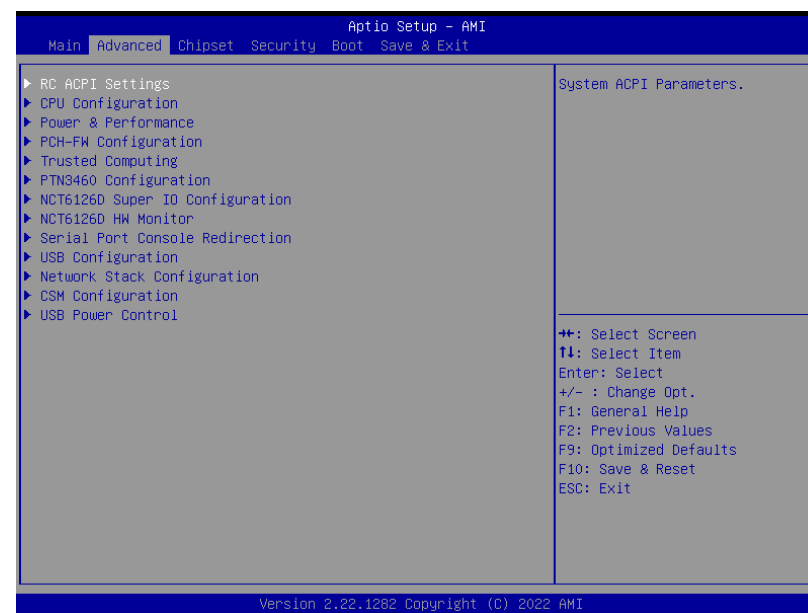 Aptio Setup – AMI
Main Advanced Chipset Security Boot Save & Exit
▶ RC ACPI Settings
▶ CPU Configuration
▶ Power & Performance
▶ PCH-FW Configuration
▶ Trusted Computing
▶ PTN3460 Configuration
▶ NCT6126D Super IO Configuration
▶ NCT6126D HW Monitor
▶ Serial Port Console Redirection
▶ USB Configuration
▶ Network Stack Configuration
▶ CSM Configuration
▶ USB Power Control
System ACPI Parameters.
→←: Select Screen
↑↓: Select Item
Enter: Select
+/- : Change Opt.
F1: General Help
F2: Previous Values
F9: Optimized Defaults
F10: Save & Reset
ESC: Exit
Version 2.22.1282 Copyright (C) 2022 AMI